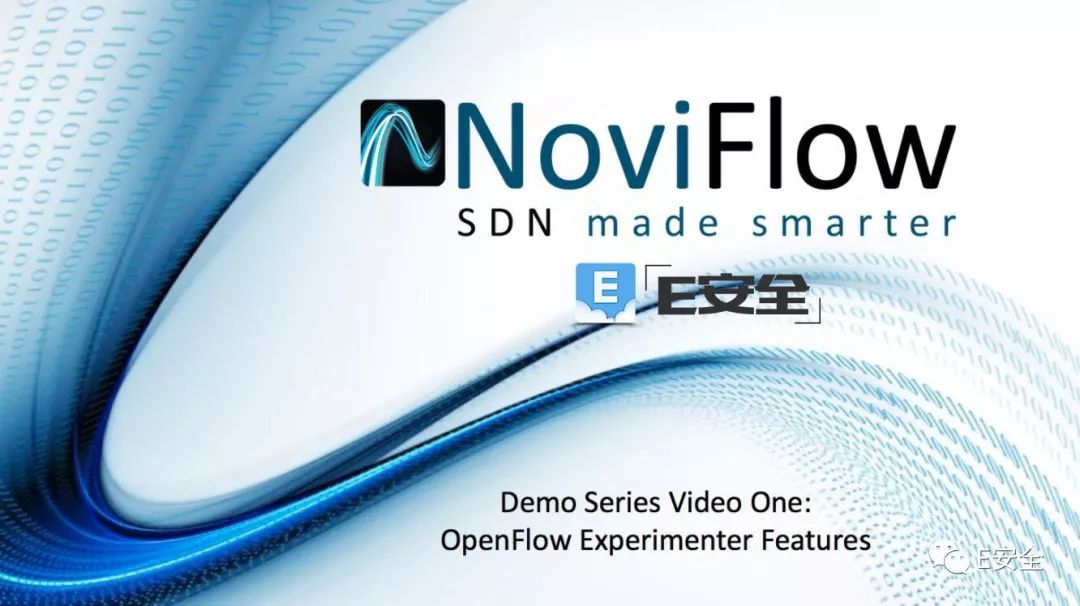 NoviFlow
SDN made smarter
E
E安全
Demo Series Video One:
OpenFlow Experimenter Features
E安全